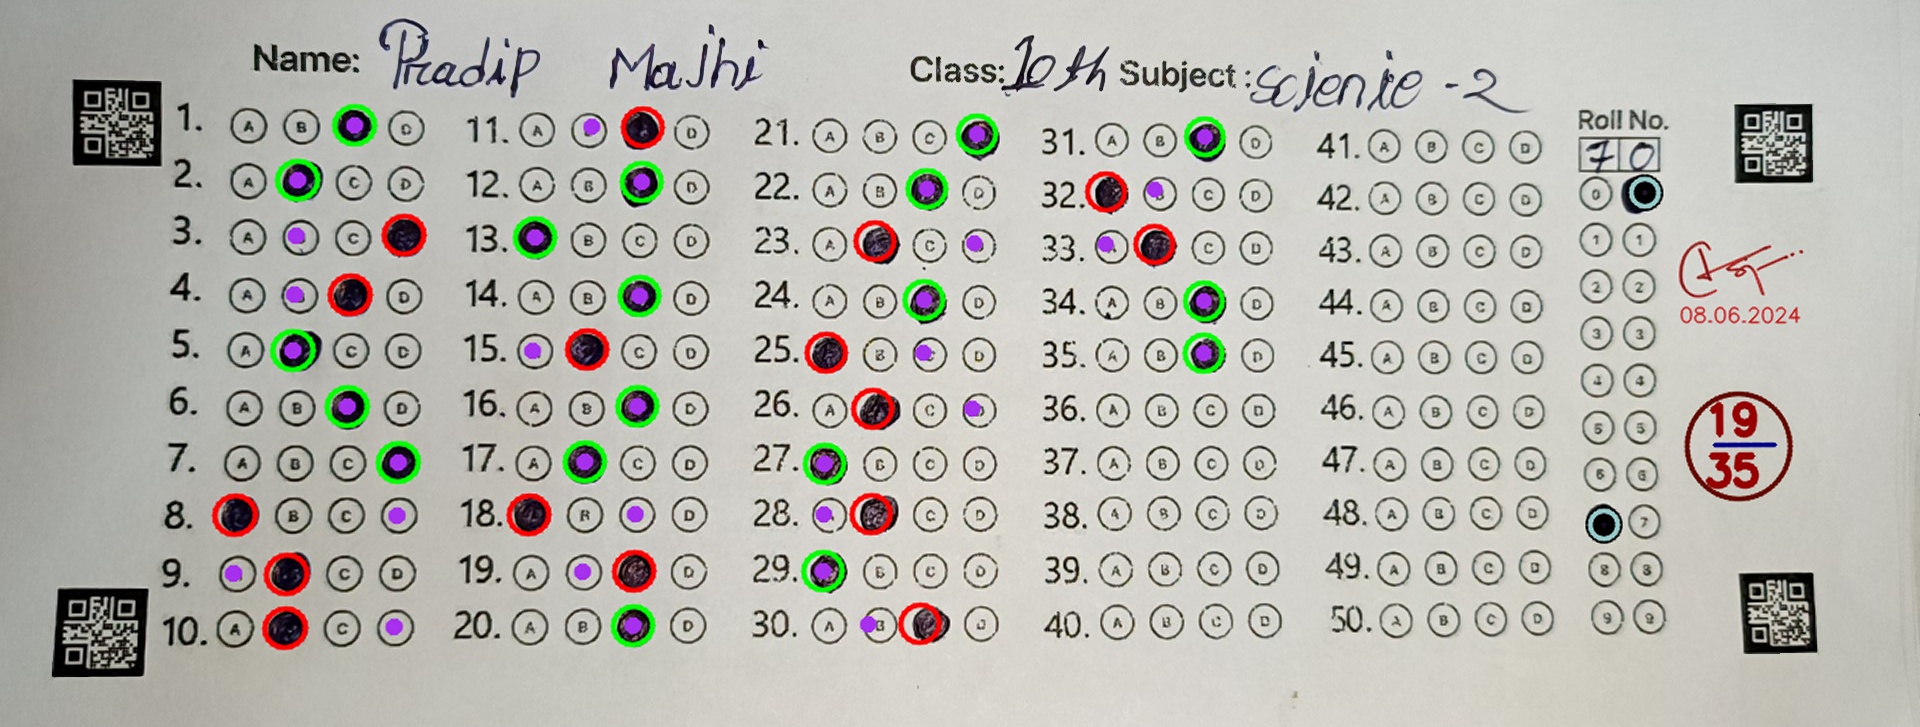 Name: Pradip Majhi Class: 10th Subject: Scienie-2
Roll No.
70
1. A B D 11. A D 21. A B C 31. A B D 41. A B C D
2. A C D 12. A B D 22. A B D 32. C D 42. A B C D 0
3. A C 13. B C D 23. A C 33. C D 43. A B C D 1 1
4. A D 14. A B D 24. A B D 34. A B D 44. A B C D 2 2
08.06.2024
5. A C D 15. C D 25. B D 35. A B D 45. A B C D 3 3
6. A B D 16. A B D 26. A C 36. A B C D 46. A B C D 4 4
19
35
5 5
7. A B C 17. A C D 27. B C D 37. A B C D 47. A B C D 6 6
8. B C 18. B D 28. C D 38. A B C D 48. A B C D 7
9. C D 19. A D 29. B C D 39. A B C D 49. A B C D 8 8
10. A C 20. A B D 30. A B D 40. A B C D 50. A B C D 9 9